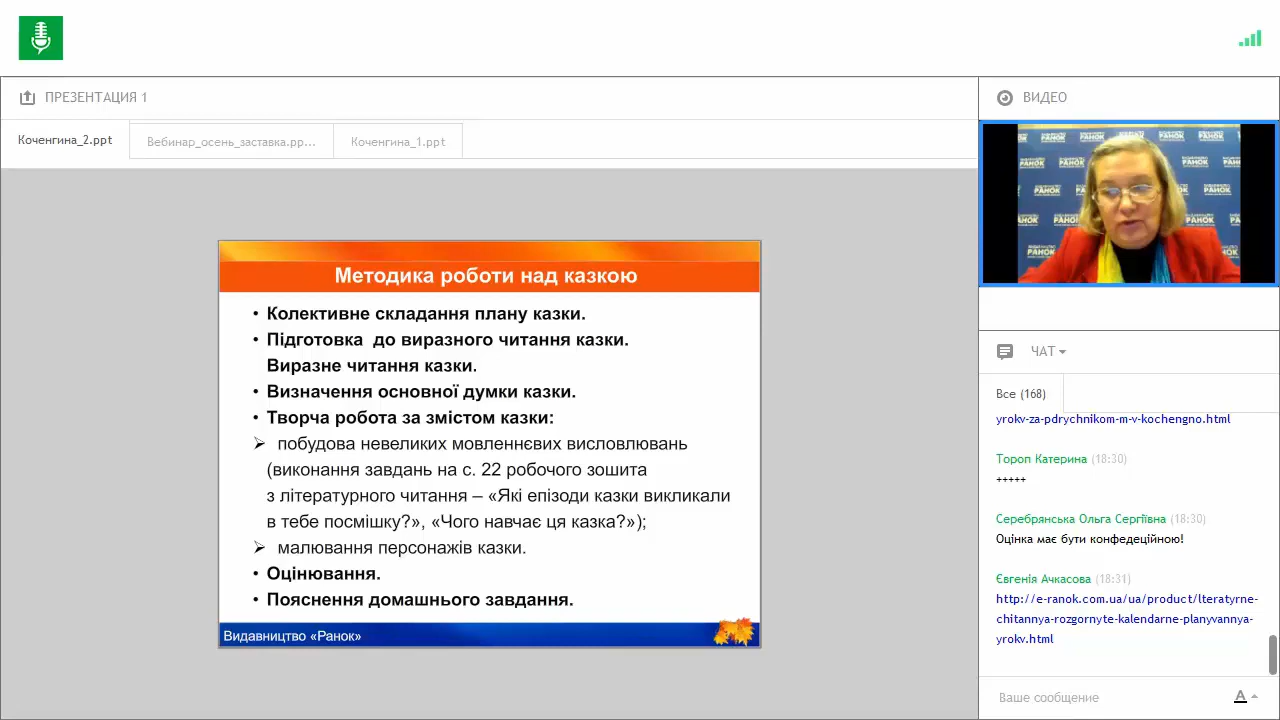 ПРЕЗЕНТАЦИЯ 1
Коченгина_2.ppt
Вебинар_осень_заставка.pp...
Коченгина_1.ppt
Методика роботи над казкою
• Колективне складання плану казки.
• Підготовка до виразного читання казки.
Виразне читання казки.
• Визначення основної думки казки.
• Творча робота за змістом казки:
➢ побудова невеликих мовленнєвих висловлювань
(виконання завдань на с. 22 робочого зошита
з літературного читання – «Які епізоди казки викликали
в тебе посмішку?», «Чого навчає ця казка?»);
➢ малювання персонажів казки.
• Оцінювання.
• Пояснення домашнього завдання.
Видавництво «Ранок»
ВИДЕО
РАНОК
РАНОК
РАНОК
РАНОК
ЧАТ
Все (168)
yrokv-za-pdrychnikom-m-v-kochengno.html
Тороп Катерина (18:30)
+++++
Серебрянська Ольга Сергіївна (18:30)
Оцінка має бути конфедеційною!
Євгенія Ачкасова (18:31)
http://e-ranok.com.ua/ua/product/lteratyrne-
chitannya-rozgornyte-kalendarne-planyvannya-
yrokv.html
Ваше сообщение
A